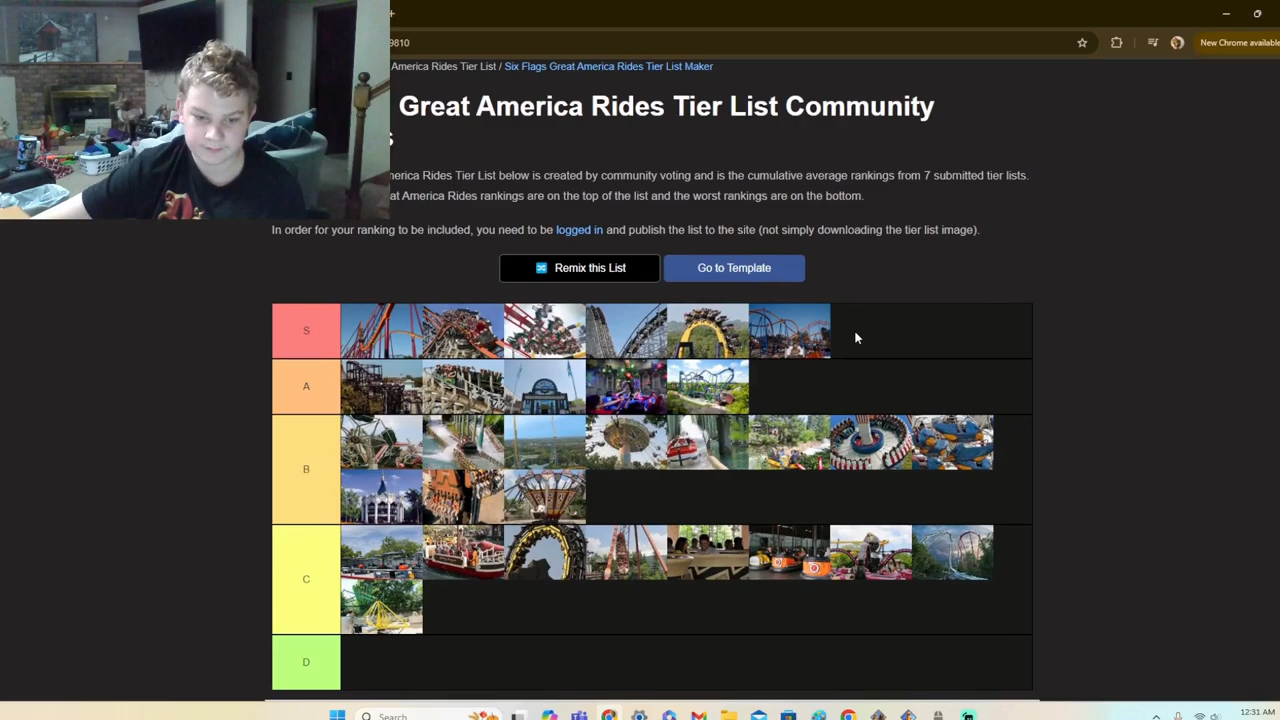 9810
New Chrome available
America Rides Tier List / Six Flags Great America Rides Tier List Maker
Great America Rides Tier List Community
s
merica Rides Tier List below is created by community voting and is the cumulative average rankings from 7 submitted tier lists.
at America Rides rankings are on the top of the list and the worst rankings are on the bottom.
In order for your ranking to be included, you need to be logged in and publish the list to the site (not simply downloading the tier list image).
Remix this List
Go to Template
S
A
B
C
D
Search
12:31 AM